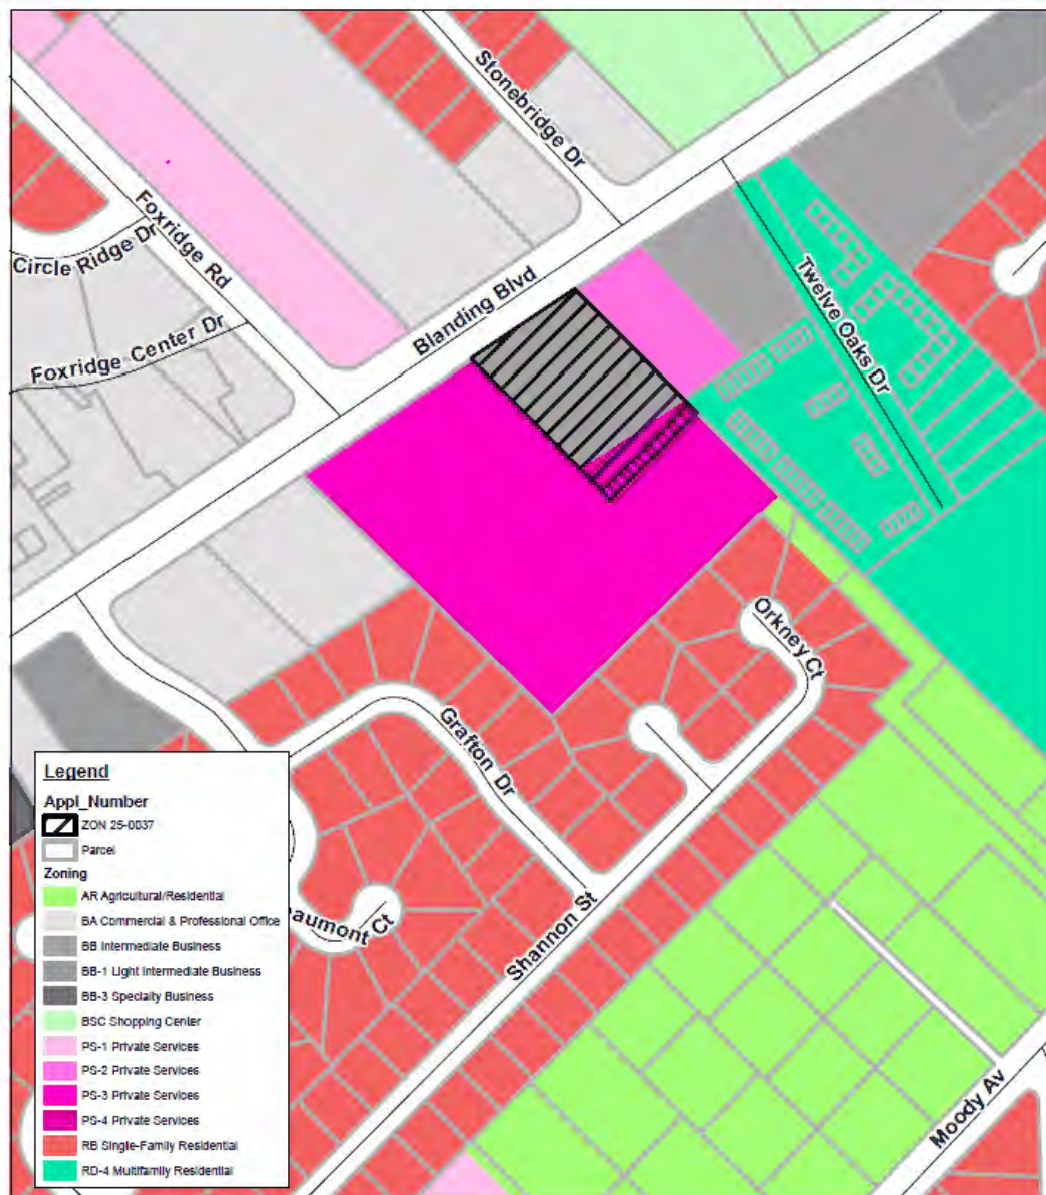 Stonebridge Dr
Foxridge Rd
Circle Ridge Dr
Blanding Blvd
Twelve Oaks Dr
Foxridge Center Dr
Orkney Ct
Grafton Dr
Legend
Appl_Number
ZON 25-0037
Parcel
Zoning
AR Agricultural/Residential
BA Commercial & Professional Office
BB Intermediate Business
BB-1 Light Intermediate Business
BB-3 Specialty Business
BSC Shopping Center
PS-1 Private Services
PS-2 Private Services
PS-3 Private Services
PS-4 Private Services
RB Single-Family Residential
RD-4 Multifamily Residential
aumont Ct
Shannon St
Moody Av